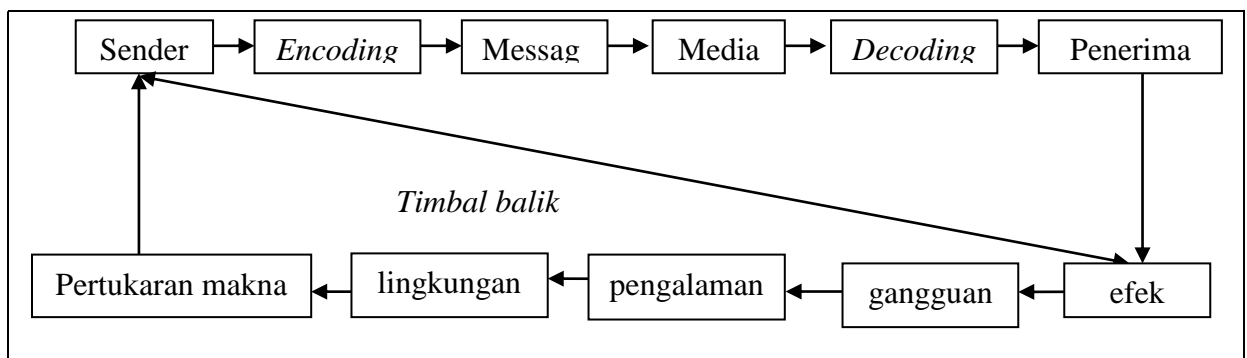 Sender Encoding Messag Media Decoding Penerima
Timbal balik
Pertukaran makna lingkungan pengalaman gangguan efek